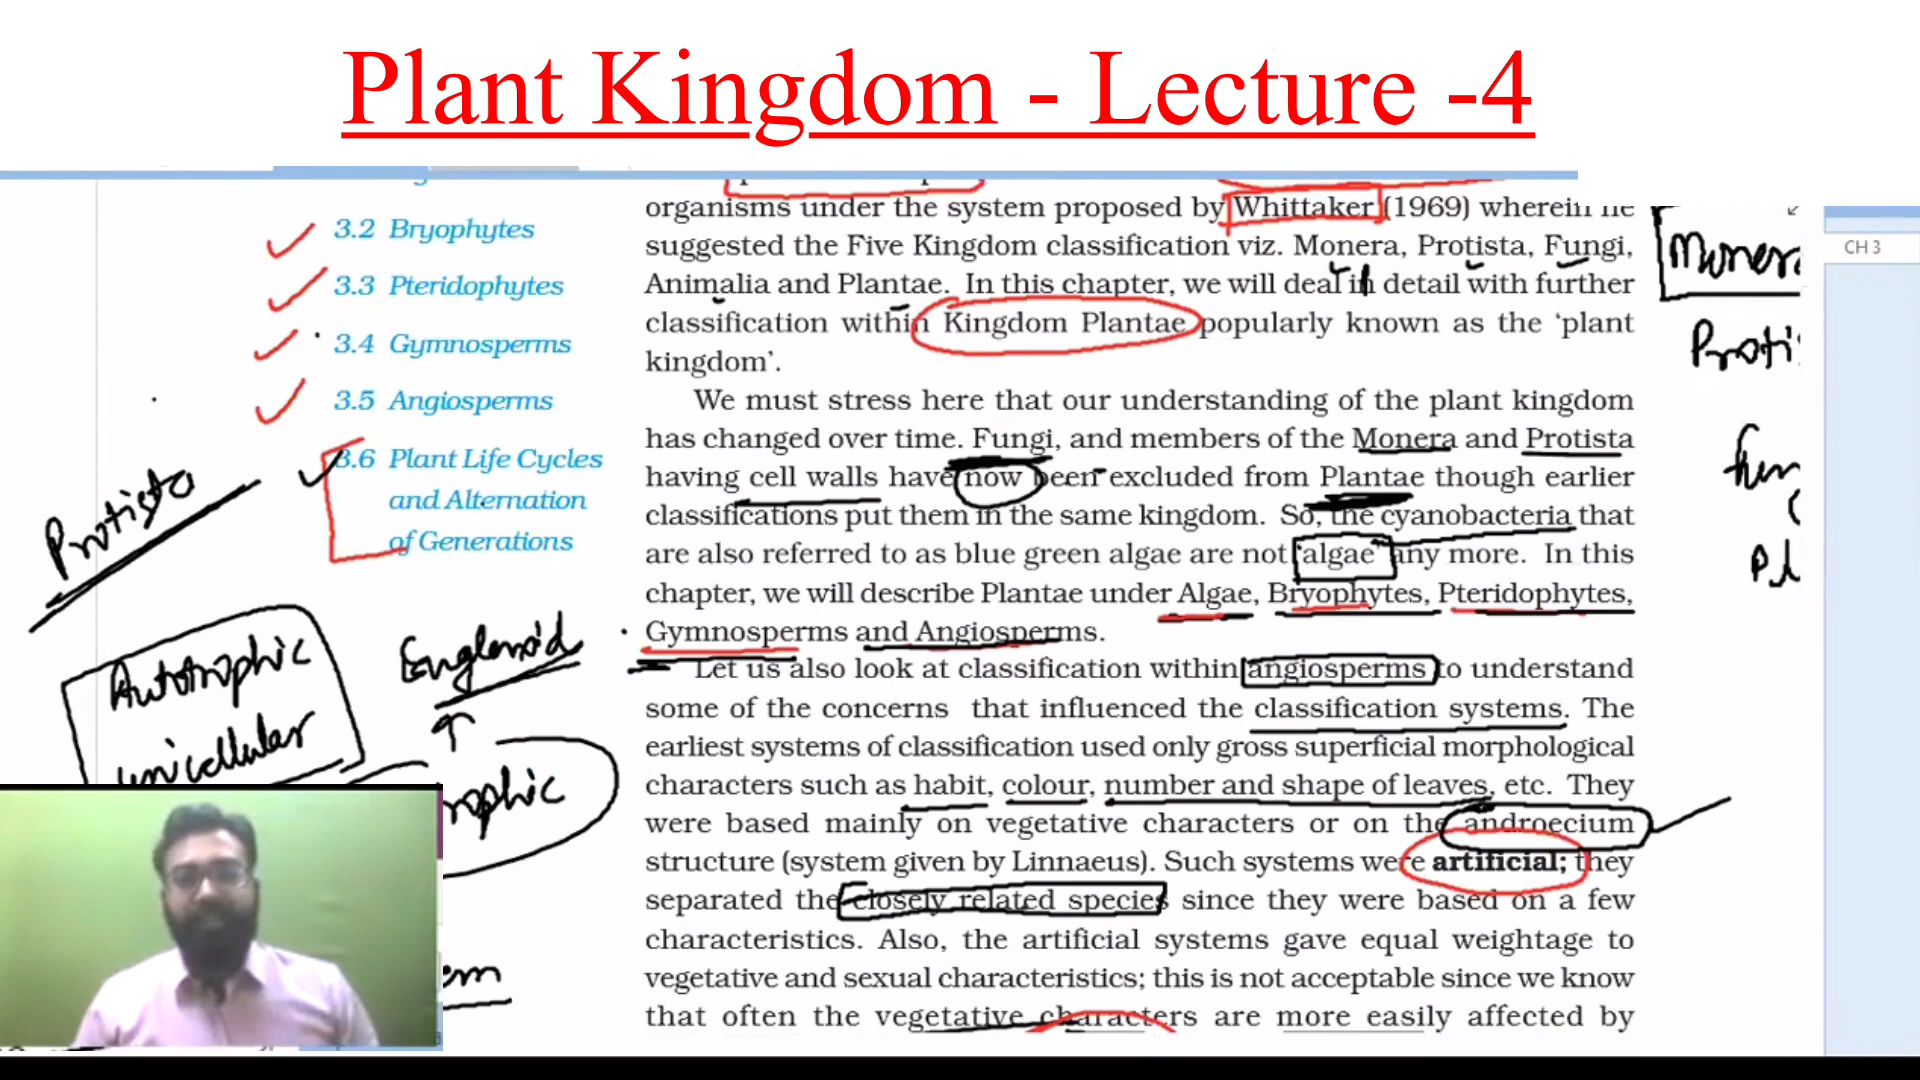 Plant Kingdom - Lecture -4
3.2 Bryophytes
3.3 Pteridophytes
3.4 Gymnosperms
3.5 Angiosperms
3.6 Plant Life Cycles
and Alternation
of Generations
Protista
Autotrophic
unicellular
Euglenoid
organisms under the system proposed by Whittaker (1969) wherein he
suggested the Five Kingdom classification viz. Monera, Protista, Fungi,
Animalia and Plantae. In this chapter, we will deal in detail with further
classification within Kingdom Plantae popularly known as the ‘plant
kingdom’.
We must stress here that our understanding of the plant kingdom
has changed over time. Fungi, and members of the Monera and Protista
having cell walls have now been excluded from Plantae though earlier
classifications put them in the same kingdom. So, the cyanobacteria that
are also referred to as blue green algae are not ‘algae’ any more. In this
chapter, we will describe Plantae under Algae, Bryophytes, Pteridophytes,
Gymnosperms and Angiosperms.
Let us also look at classification within angiosperms to understand
some of the concerns that influenced the classification systems. The
earliest systems of classification used only gross superficial morphological
characters such as habit, colour, number and shape of leaves, etc. They
were based mainly on vegetative characters or on the androecium
structure (system given by Linnaeus). Such systems were artificial; they
separated the closely related species since they were based on a few
characteristics. Also, the artificial systems gave equal weightage to
vegetative and sexual characteristics; this is not acceptable since we know
that often the vegetative characters are more easily affected by
Monera
Proti
fun
Pl
CH 3